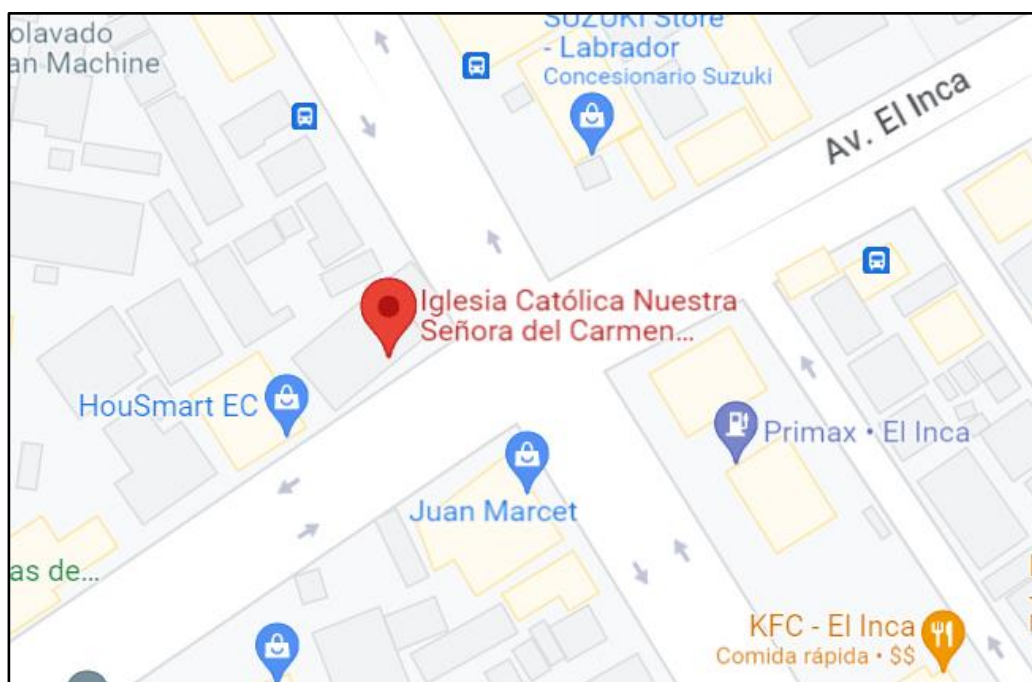 olavado
an Machine
SUZUKI Store
- Labrador
Concesionario Suzuki
Av. El Inca
Iglesia Católica Nuestra
Señora del Carmen...
HouSmart EC
Primax • El Inca
Juan Marcet
as de...
KFC - El Inca
Comida rápida • $$